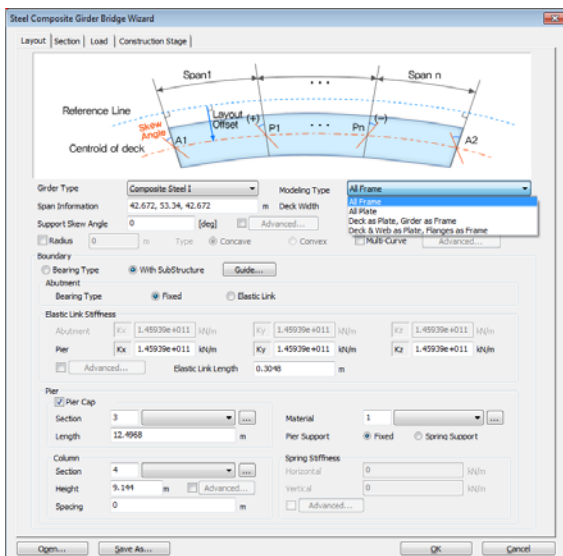 Steel Composite Girder Bridge Wizard
Layout Section Load Construction Stage
Span1 ... Span n
Reference Line
Layout Offset
(+) (-)
Skew Angle
A1 P1 ... Pn A2
Centroid of deck
Girder Type Composite Steel I Modeling Type All Frame
All Frame
Span Information 42.672, 53.34, 42.672 m Deck Width
All Plate
Deck as Plate, Girder as Frame
Support Skew Angle 0 [deg] Advanced...
Deck & Web as Plate, Flanges as Frame
Radius 0 m Type Concave Convex Multi-Curve Advanced...
Boundary
Bearing Type With SubStructure Guide...
Abutment
Bearing Type Fixed Elastic Link
Elastic Link Stiffness
Abutment Kx 1.45939e+011 kN/m Ky 1.45939e+011 kN/m Kz 1.45939e+011 kN/m
Pier Kx 1.45939e+011 kN/m Ky 1.45939e+011 kN/m Kz 1.45939e+011 kN/m
Advanced... Elastic Link Length 0.3048 m
Pier
Pier Cap
Section 3 ... Material 1 ...
Length 12.4968 m Pier Support Fixed Spring Support
Column Spring Stiffness
Section 4 ... Horizontal 0 kN/m
Height 9.144 m Advanced... Vertical 0 kN/m
Spacing 0 m Advanced...
Open... Save As... OK Cancel